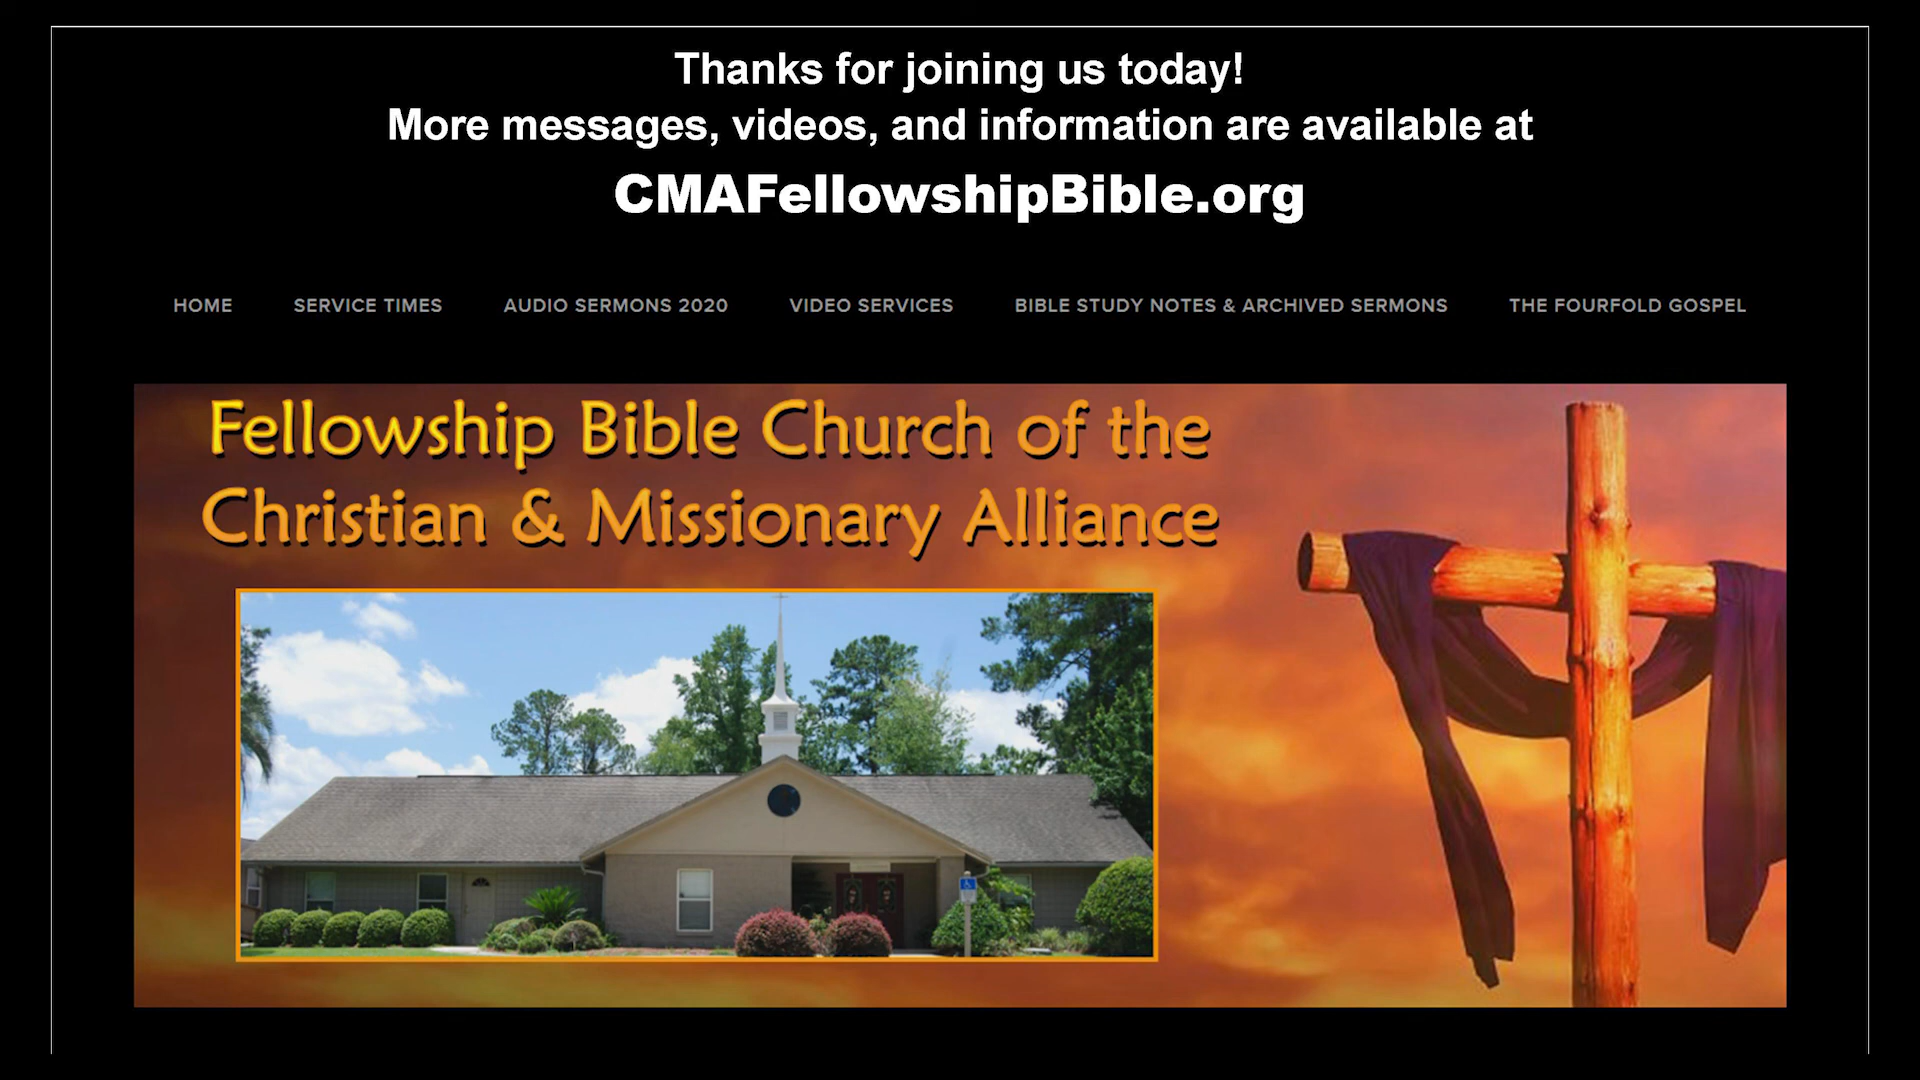 Thanks for joining us today!
More messages, videos, and information are available at
CMAFellowshipBible.org
HOME SERVICE TIMES AUDIO SERMONS 2020 VIDEO SERVICES BIBLE STUDY NOTES & ARCHIVED SERMONS THE FOURFOLD GOSPEL
Fellowship Bible Church of the
Christian & Missionary Alliance